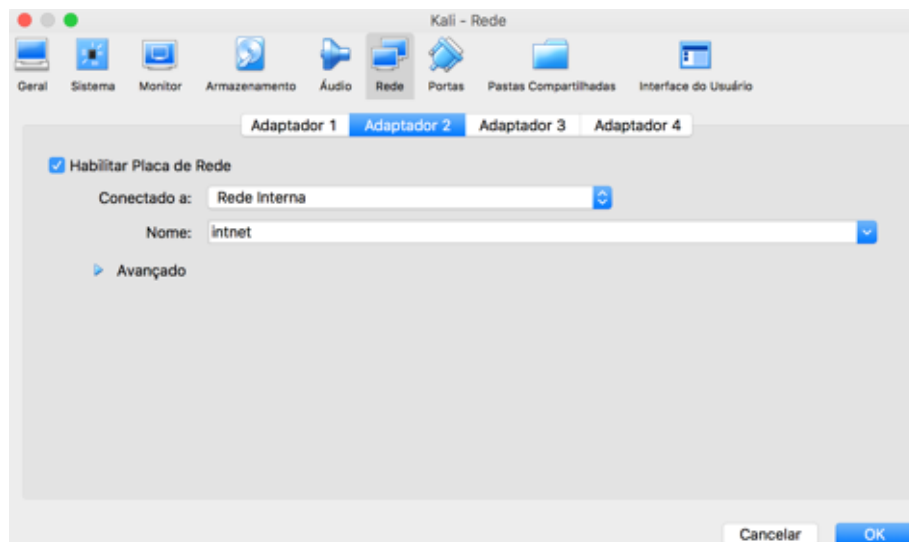 Kali - Rede
Geral Sistema Monitor Armazenamento Áudio Rede Portas Pastas Compartilhadas Interface do Usuário
Adaptador 1 Adaptador 2 Adaptador 3 Adaptador 4
Habilitar Placa de Rede
Conectado a: Rede Interna
Nome: intnet
Avançado
Cancelar OK